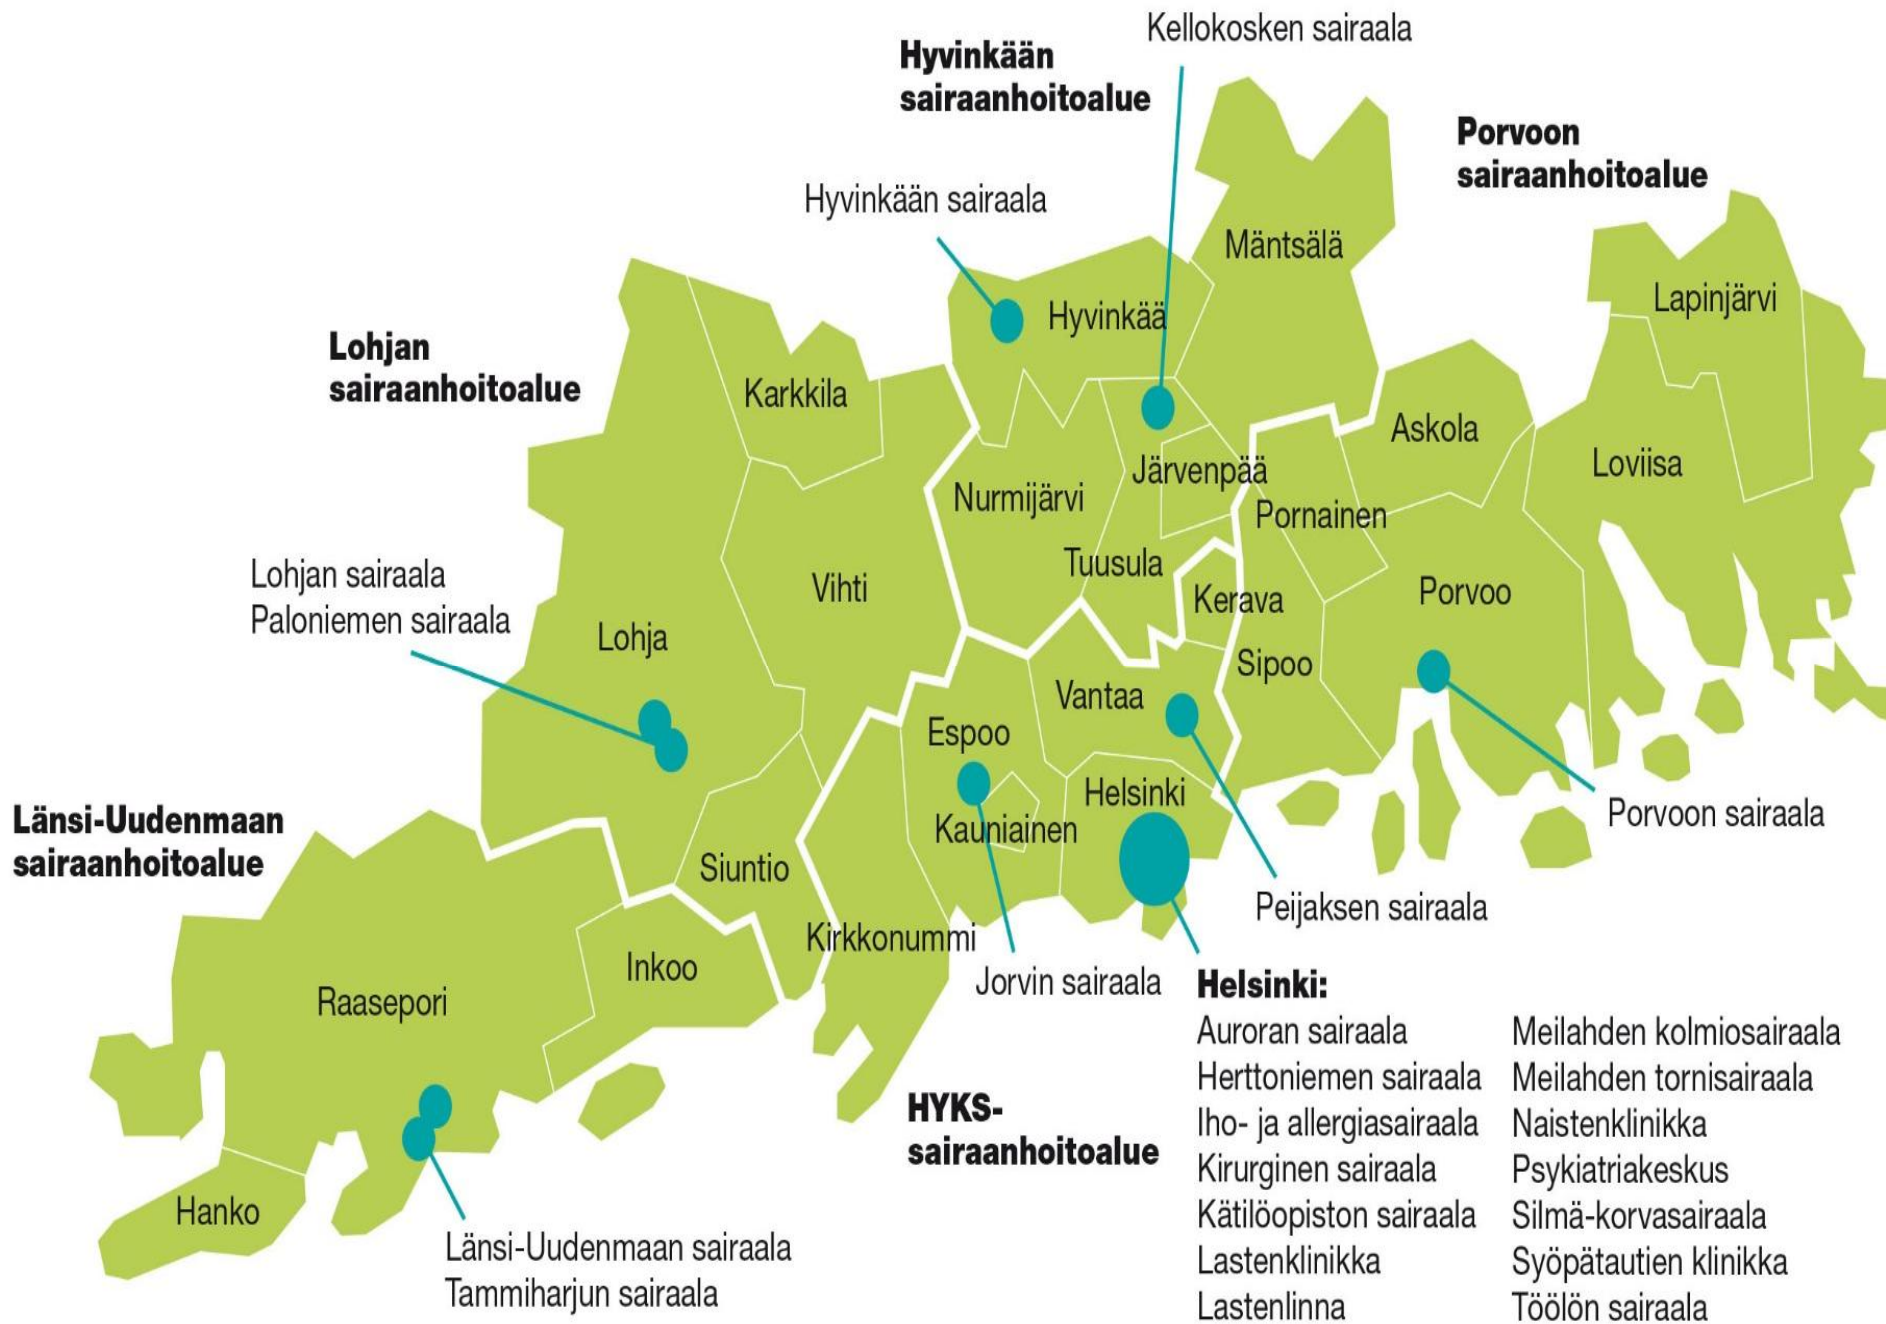 Kellokosken sairaala
Hyvinkään
sairaanhoitoalue
Porvoon
sairaanhoitoalue
Hyvinkään sairaala
Mäntsälä
Lapinjärvi
Hyvinkää
Lohjan
sairaanhoitoalue
Karkkila
Askola
Loviisa
Järvenpää
Nurmijärvi
Pornainen
Tuusula
Lohjan sairaala
Paloniemen sairaala
Vihti
Kerava
Porvoo
Lohja
Sipoo
Vantaa
Espoo
Helsinki
Kauniainen
Porvoon sairaala
Länsi-Uudenmaan
sairaanhoitoalue
Siuntio
Peijaksen sairaala
Kirkkonummi
Inkoo
Jorvin sairaala
Raasepori
HYKS-
sairaanhoitoalue
Hanko
Länsi-Uudenmaan sairaala
Tammiharjun sairaala
Helsinki:
Auroran sairaala
Herttoniemen sairaala
Iho- ja allergiasairaala
Kirurginen sairaala
Kätilöopiston sairaala
Lastenklinikka
Lastenlinna
Meilahden kolmiosairaala
Meilahden tornisairaala
Naistenklinikka
Psykiatriakeskus
Silmä-korvasairaala
Syöpätautien klinikka
Töölön sairaala